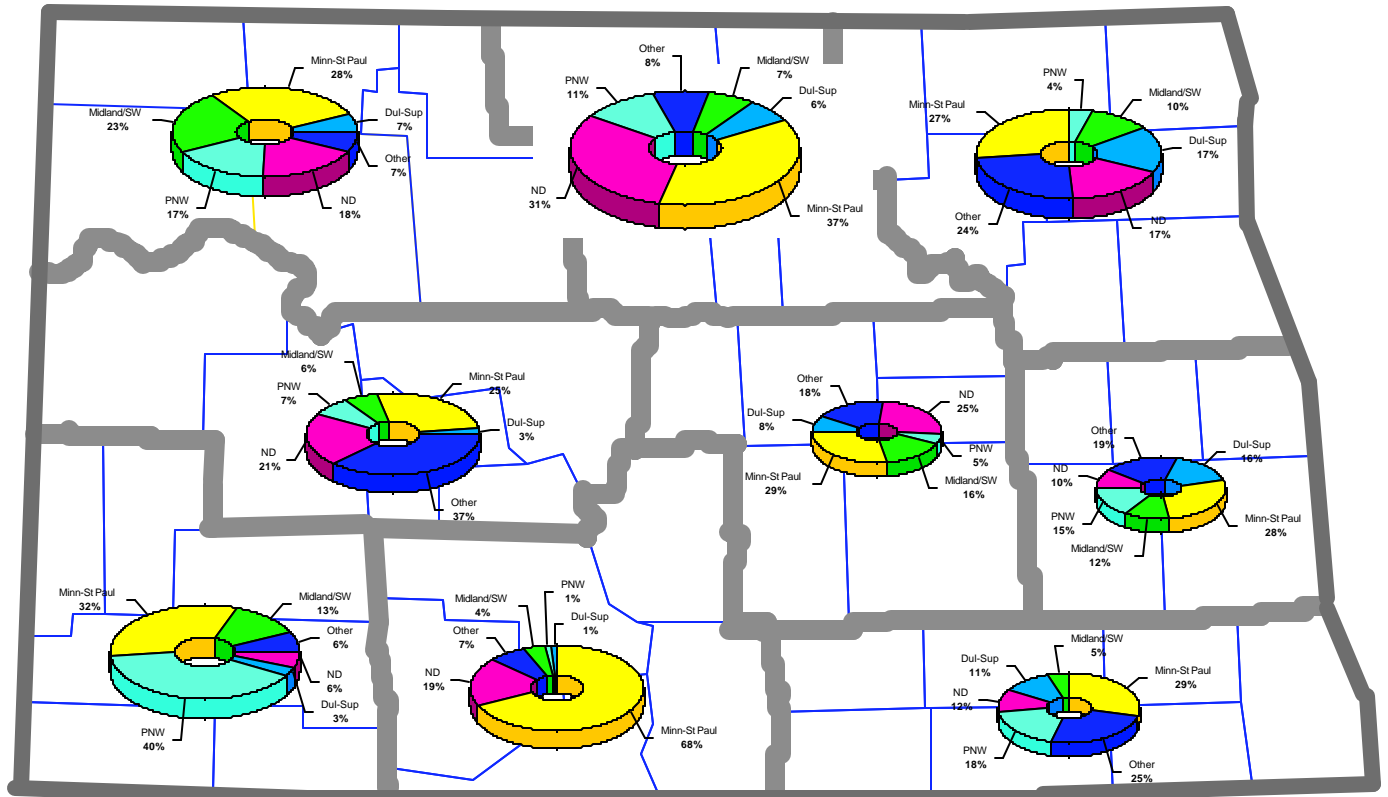 Minn-St Paul
28%
Midland/SW
23%
Dul-Sup
7%
Other
7%
PNW
17%
ND
18%
Other
8%
Midland/SW
7%
PNW
11%
Dul-Sup
6%
ND
31%
Minn-St Paul
37%
PNW
4%
Midland/SW
10%
Minn-St Paul
27%
Dul-Sup
17%
Other
24%
ND
17%
Midland/SW
6%
Minn-St Paul
25%
PNW
7%
Dul-Sup
3%
ND
21%
Other
37%
Other
18%
ND
25%
Dul-Sup
8%
PNW
5%
Minn-St Paul
29%
Midland/SW
16%
Other
19%
Dul-Sup
16%
ND
10%
PNW
15%
Minn-St Paul
28%
Midland/SW
12%
Minn-St Paul
32%
Midland/SW
13%
Other
6%
ND
6%
Dul-Sup
3%
PNW
40%
PNW
1%
Midland/SW
4%
Dul-Sup
1%
Other
7%
ND
19%
Minn-St Paul
68%
Midland/SW
5%
Dul-Sup
11%
Minn-St Paul
29%
ND
12%
PNW
18%
Other
25%